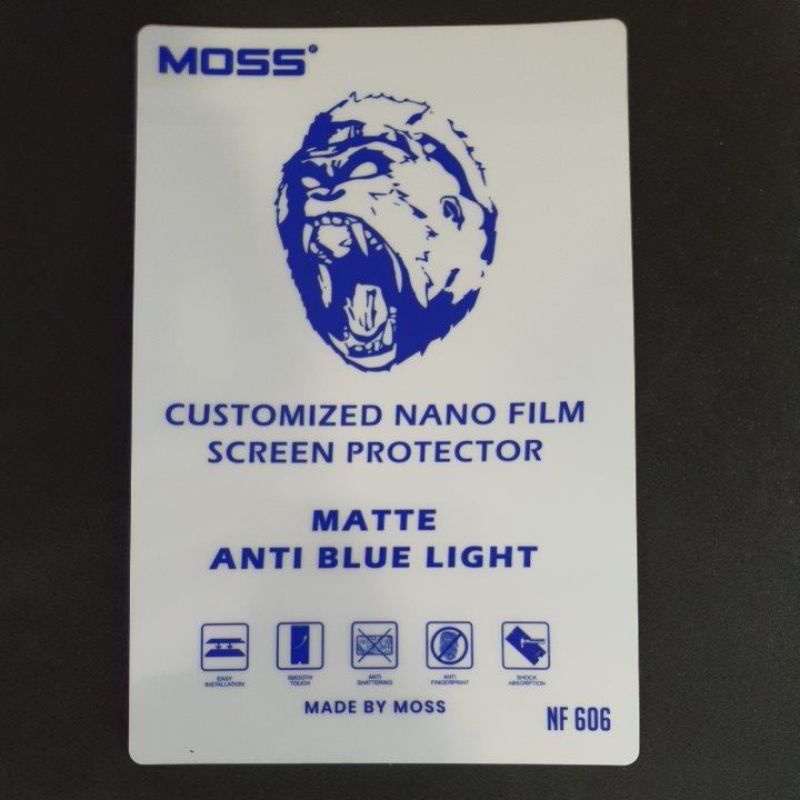 MOSS®
CUSTOMIZED NANO FILM
SCREEN PROTECTOR
MATTE
ANTI BLUE LIGHT
EASY
INSTALLATION
SMOOTH
TOUCH
ANTI
SHATTERING
ANTI
FINGERPRINT
SHOCK
ABSORPTION
MADE BY MOSS
NF 606